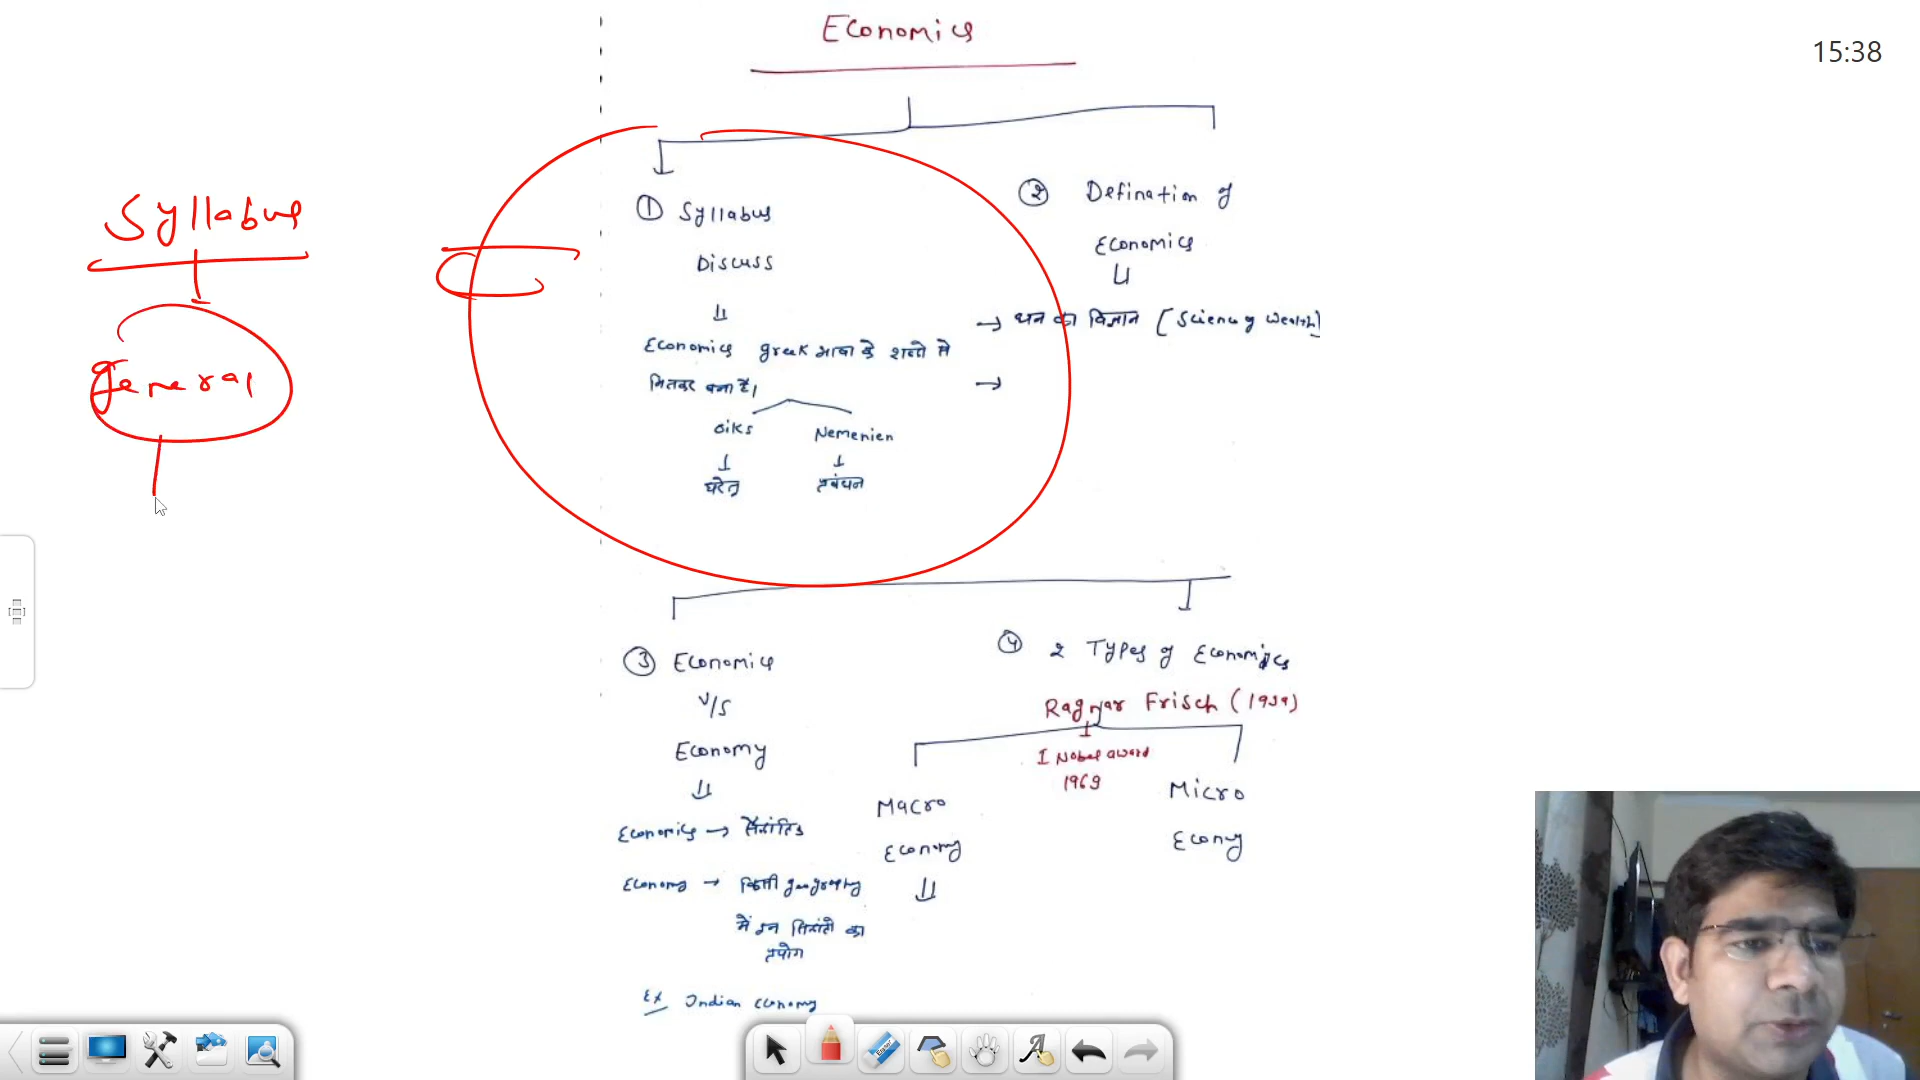 Economics
15:38
Syllabus
General
① Syllabus
Discuss
Economics Greek भाषा के शब्दो से
मिलकर बना है।
Oiks
Nemenien
घरेलू
प्रबंधन
② Defination of
Economics
→ धन का विज्ञान [Science of Wealth]
→
③ Economics
V/S
Economy
Economics → सैद्धांतिक
Economy → किसी geography
में इन सिद्धांतो का
प्रयोग
Ex Indian Economy
④ 2 Types of Economics
Ragnar Frisch
I Nobel award
1969
Macro
Economy
Micro
Econy